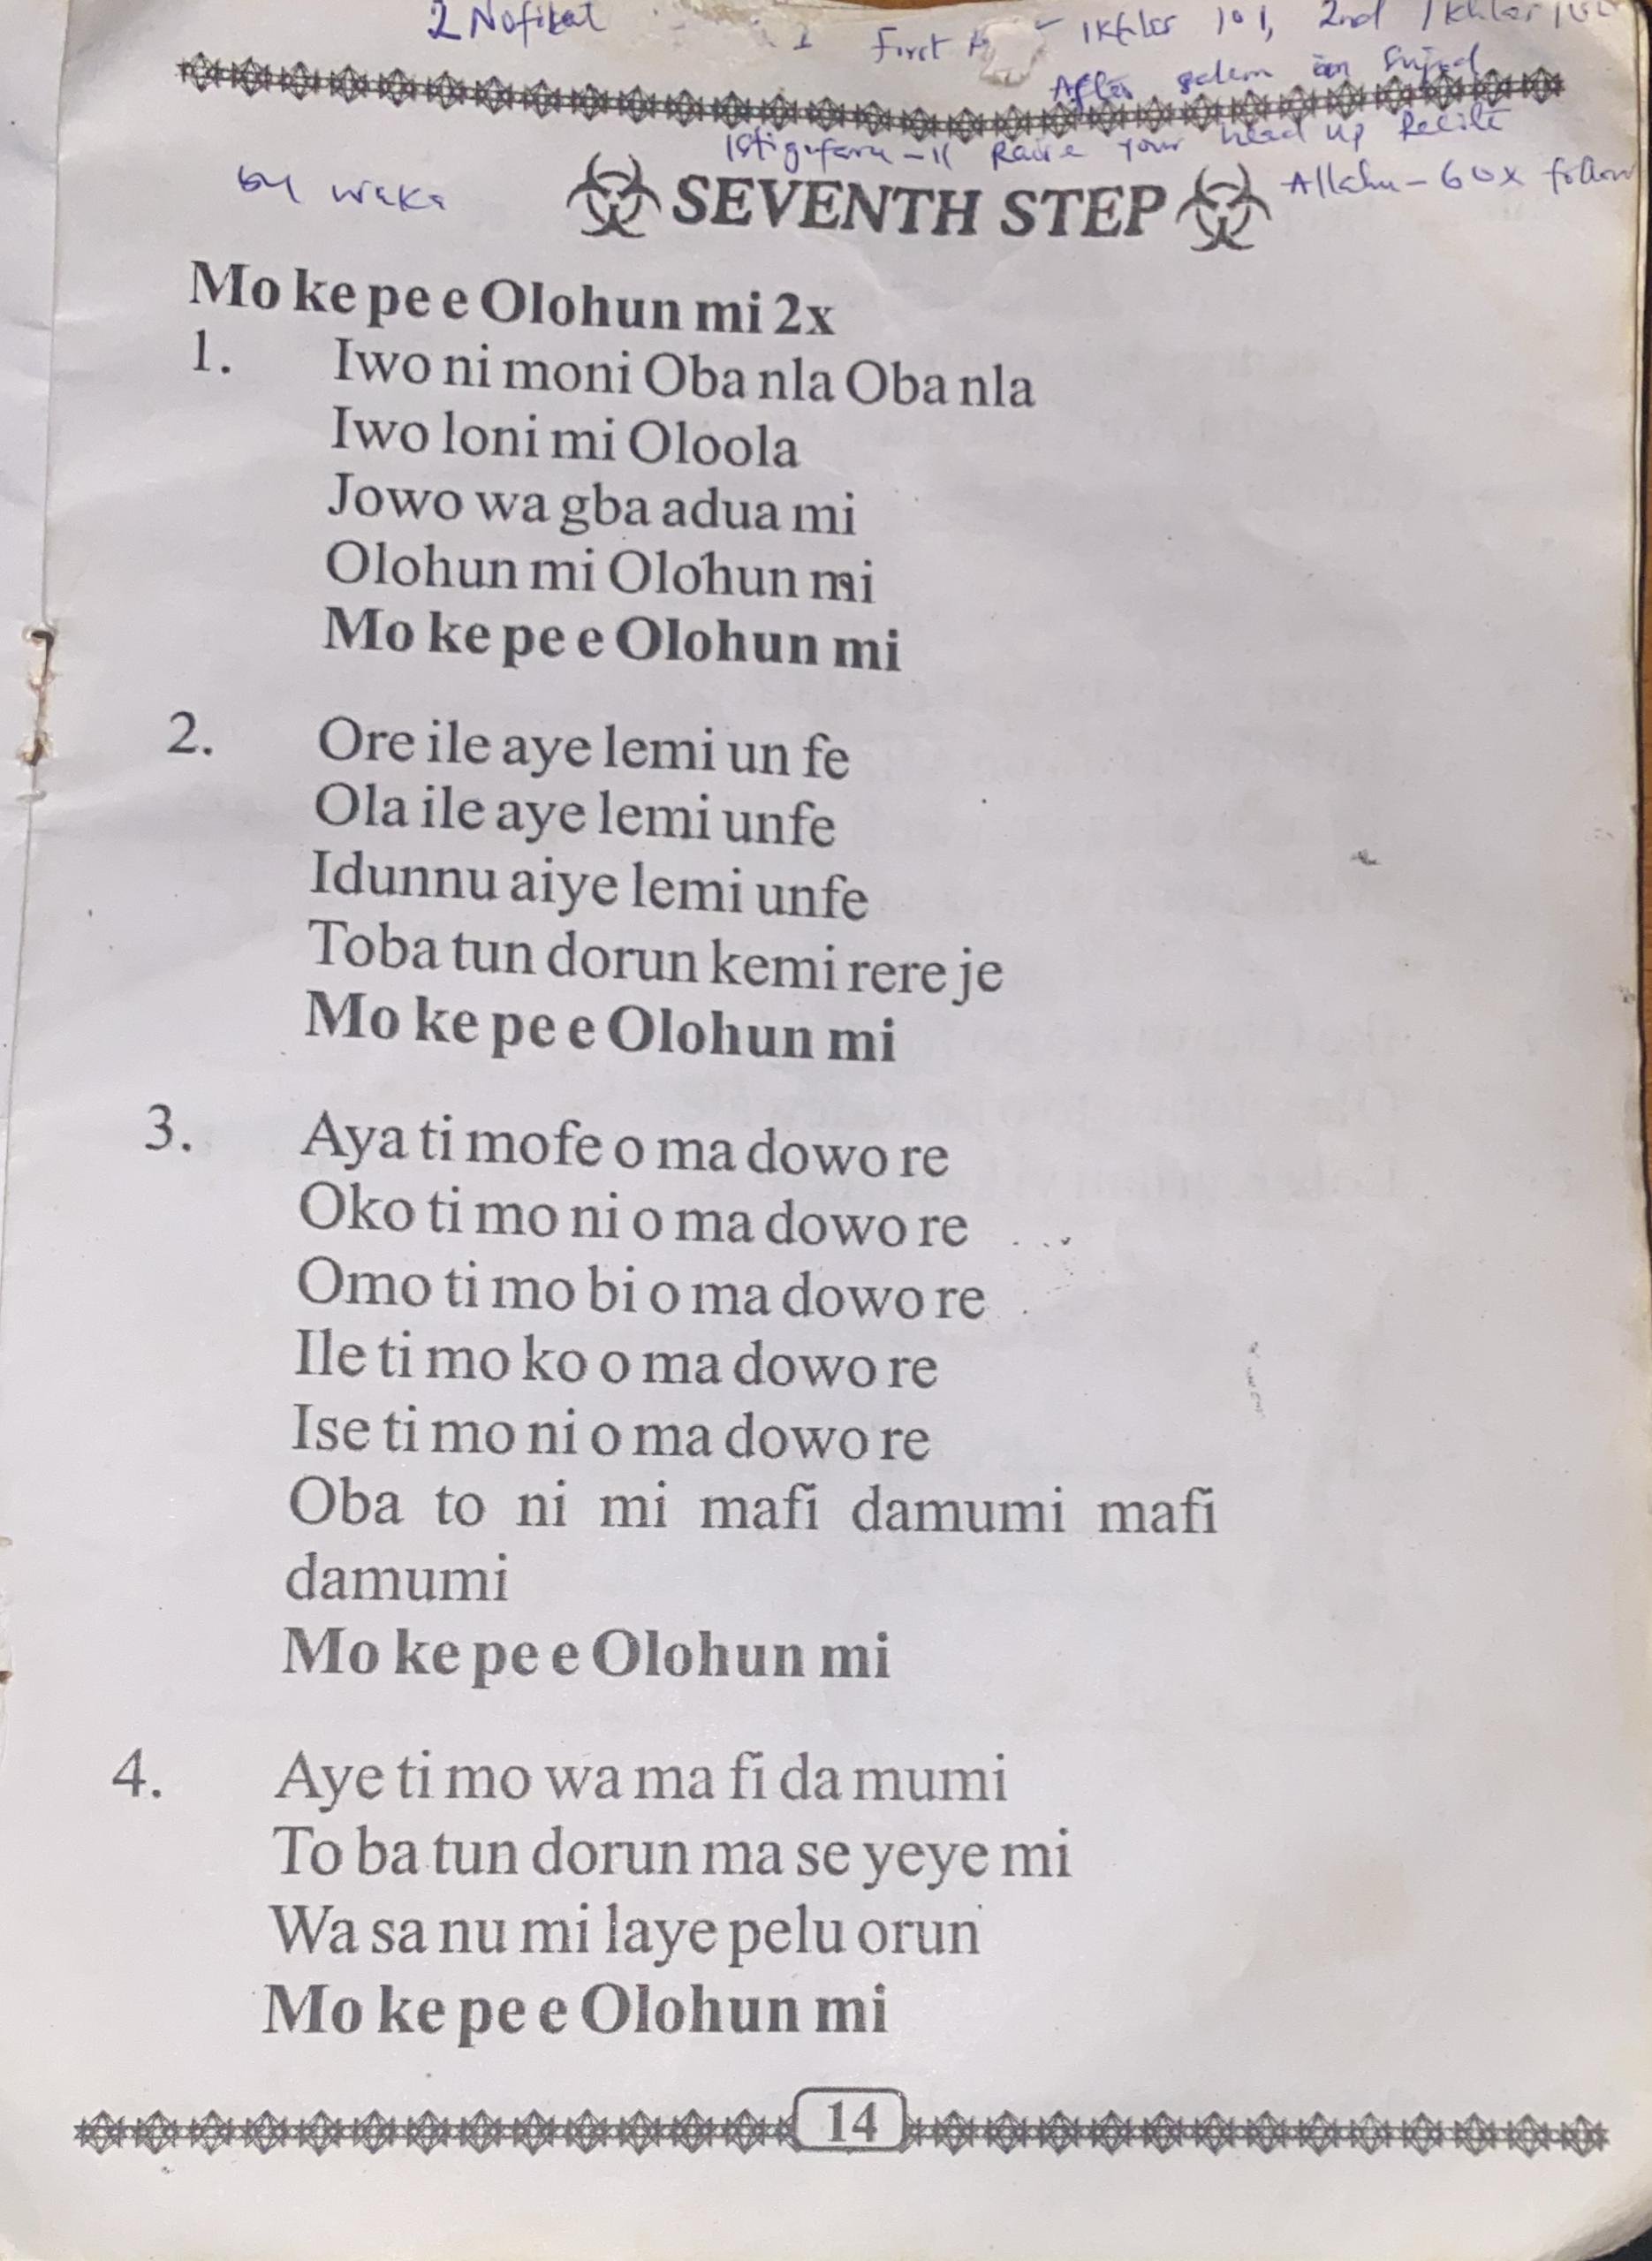 2 Nofilat
First
Ikhlas 101, 2nd Ikhlas
After salam in Sujud
Istigufaru - 11 Raise your head up Recite
by waka
Allahu - 60x follow
SEVENTH STEP
Mo ke pe e Olohun mi 2x
1. Iwo ni moni Oba nla Oba nla
Iwo loni mi Oloola
Jowo wa gba adua mi
Olohun mi Olohun mi
Mo ke pe e Olohun mi
2. Ore ile aye lemi un fe
Ola ile aye lemi unfe
Idunnu aiye lemi unfe
Toba tun dorun kemi rere je
Mo ke pe e Olohun mi
3. Aya ti mofe o ma dowo re
Oko ti mo ni o ma dowo re
Omo ti mo bi o ma dowo re
Ile ti mo ko o ma dowo re
Ise ti mo ni o ma dowo re
Oba to ni mi mafi damumi mafi
damumi
Mo ke pe e Olohun mi
4. Aye ti mo wa ma fi da mumi
To ba tun dorun ma se yeye mi
Wa sa nu mi laye pelu orun
Mo ke pe e Olohun mi
14